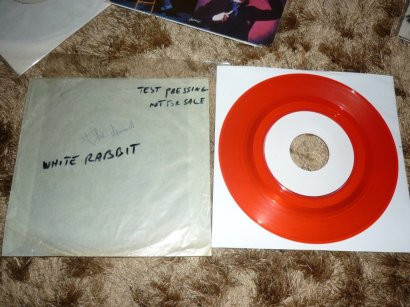 TEST PRESSING
NOT FOR SALE
WHITE RABBIT